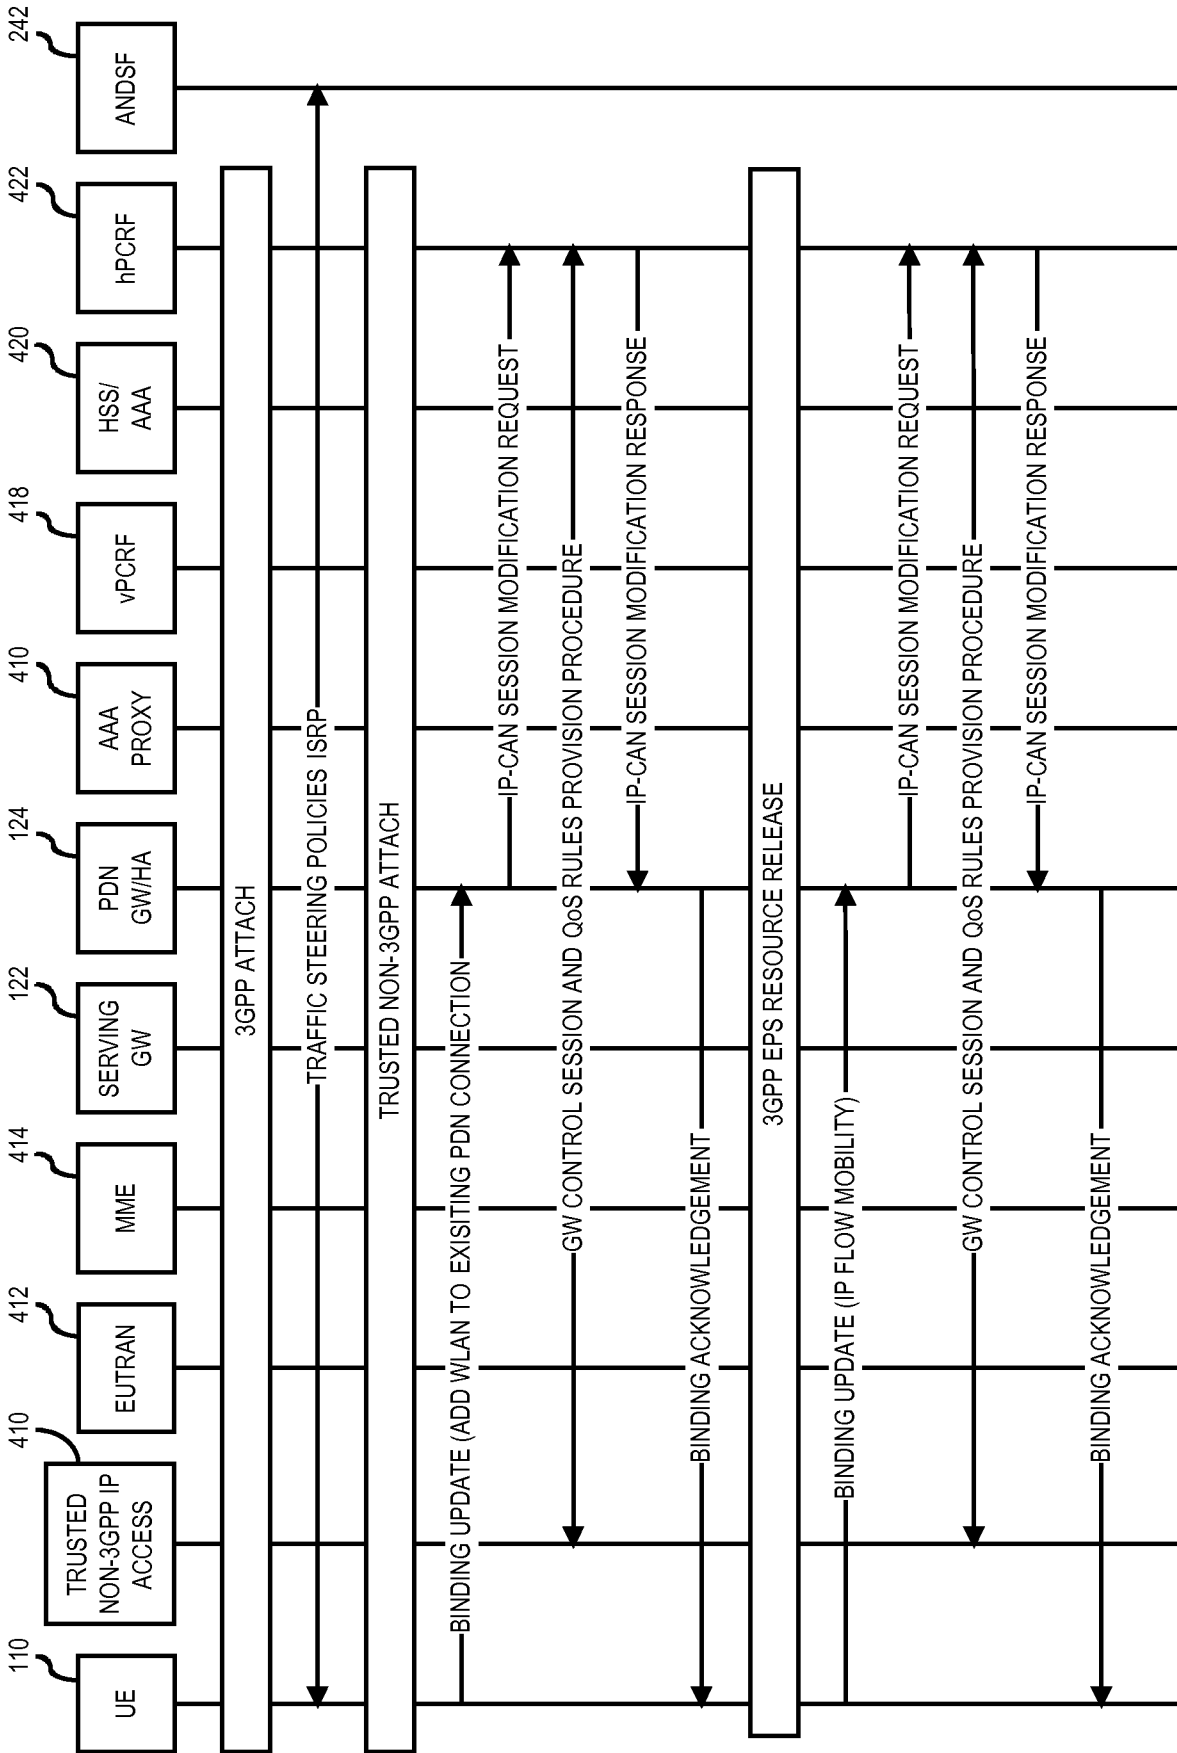 110
410
412
414
122
124
410
418
420
422
242
UE
TRUSTED
NON-3GPP IP
ACCESS
EUTRAN
MME
SERVING
GW
PDN
GW/HA
AAA
PROXY
vPCRF
HSS/
AAA
hPCRF
ANDSF
3GPP ATTACH
TRAFFIC STEERING POLICIES ISRP
TRUSTED NON-3GPP ATTACH
BINDING UPDATE (ADD WLAN TO EXISITING PDN CONNECTION
IP-CAN SESSION MODIFICATION REQUEST
GW CONTROL SESSION AND QoS RULES PROVISION PROCEDURE
IP-CAN SESSION MODIFICATION RESPONSE
BINDING ACKNOWLEDGEMENT
3GPP EPS RESOURCE RELEASE
BINDING UPDATE (IP FLOW MOBILITY)
IP-CAN SESSION MODIFICATION REQUEST
GW CONTROL SESSION AND QoS RULES PROVISION PROCEDURE
IP-CAN SESSION MODIFICATION RESPONSE
BINDING ACKNOWLEDGEMENT